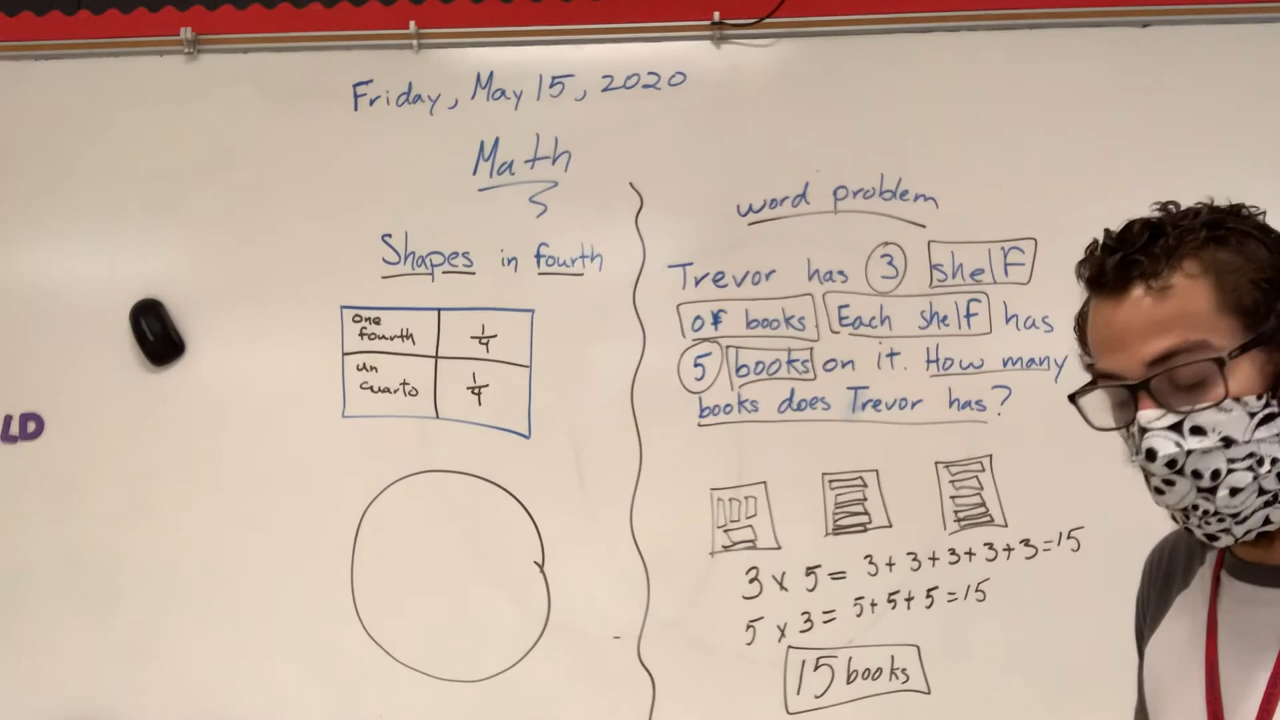 Friday, May 15, 2020
Math
Shapes in fourth
One fourth 1/4
un cuarto 1/4
LD
word problem
Trevor has 3 shelf
of books Each shelf has
5 books on it. How many
books does Trevor has?
3 x 5 = 3+3+3+3+3=15
5 x 3 = 5+5+5=15
15 books